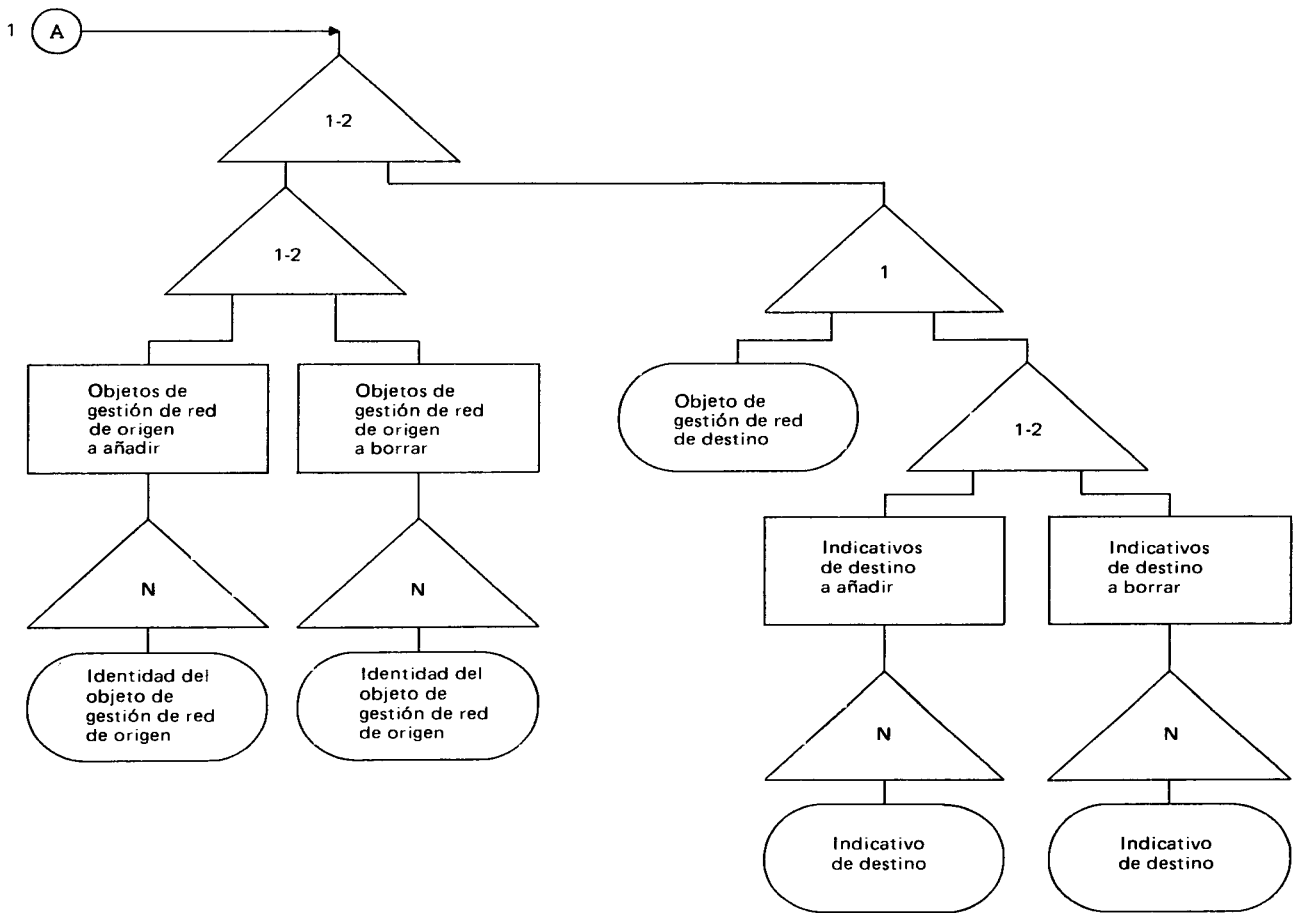 1
A
1-2
1-2
1
Objetos de
gestión de red
de origen
a añadir
Objetos de
gestión de red
de origen
a borrar
Objeto de
gestión de red
de destino
1-2
Indicativos
de destino
a añadir
Indicativos
de destino
a borrar
N
N
Identidad del
objeto de
gestión de red
de origen
Identidad del
objeto de
gestión de red
de origen
N
N
Indicativo
de destino
Indicativo
de destino